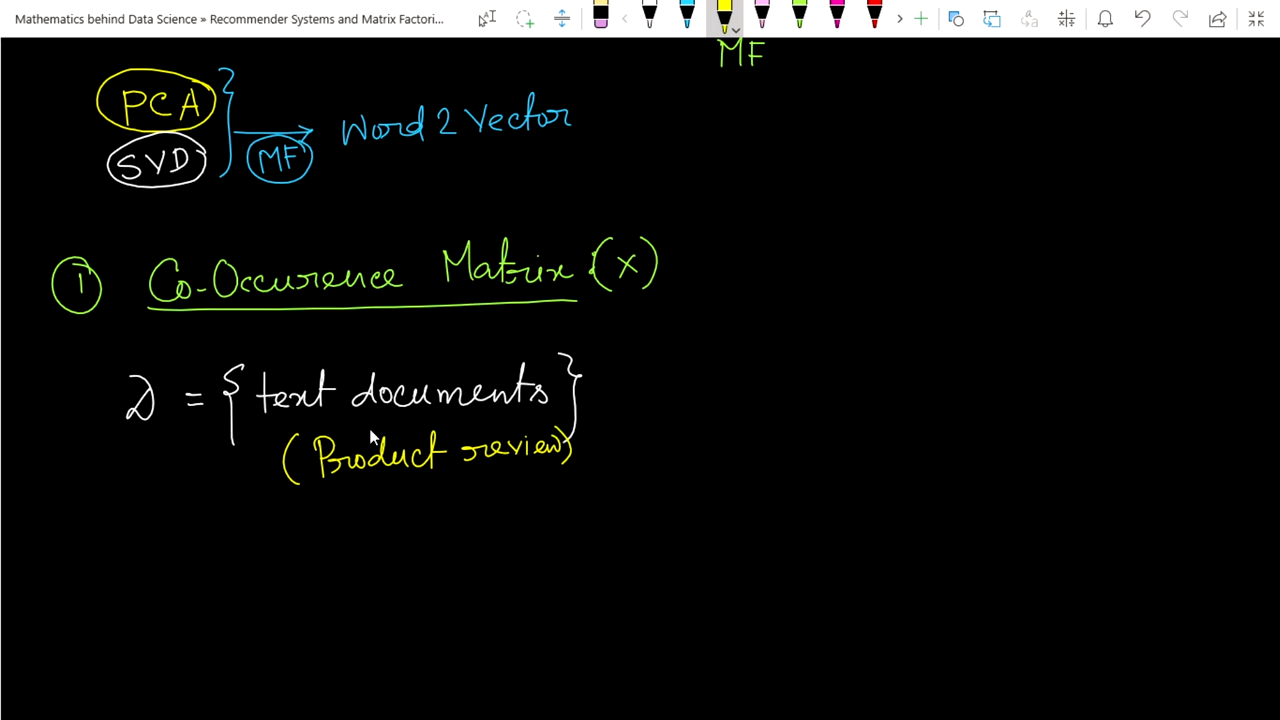 Mathematics behind Data Science » Recommender Systems and Matrix Factori...
MF
PCA
SVD
MF
Word 2 Vector
1 Co-Occurence Matrix (X)
D = { text documents }
(Product review)